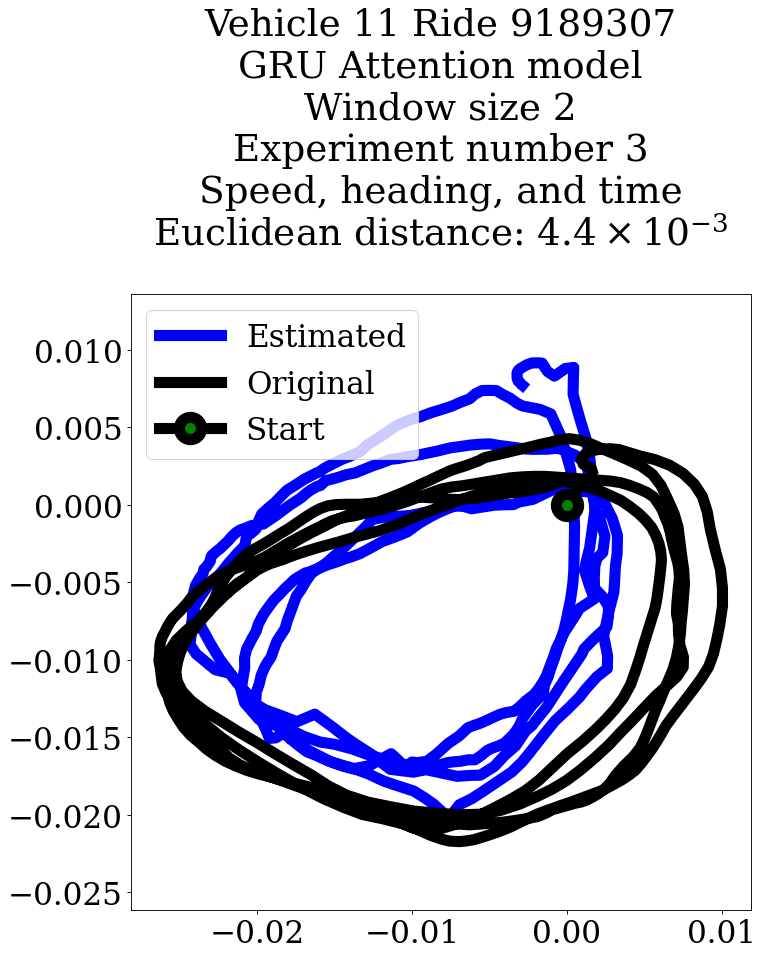 Vehicle 11 Ride 9189307
GRU Attention model
Window size 2
Experiment number 3
Speed, heading, and time
Euclidean distance: 4.4 × 10⁻³
Estimated
Original
Start
0.010
0.005
0.000
−0.005
−0.010
−0.015
−0.020
−0.025
−0.02 −0.01 0.00 0.01